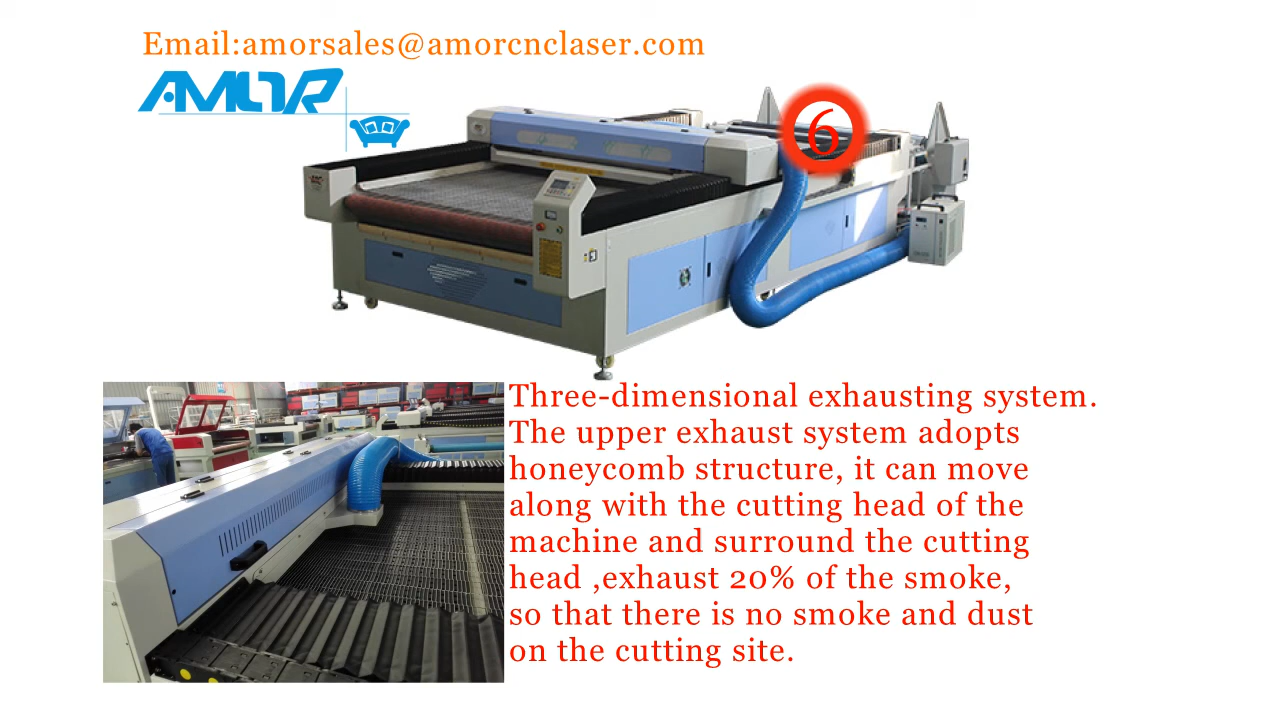 Email:amorsales@amorcnclaser.com
AMOR
6
Three-dimensional exhausting system.
The upper exhaust system adopts
honeycomb structure, it can move
along with the cutting head of the
machine and surround the cutting
head ,exhaust 20% of the smoke,
so that there is no smoke and dust
on the cutting site.